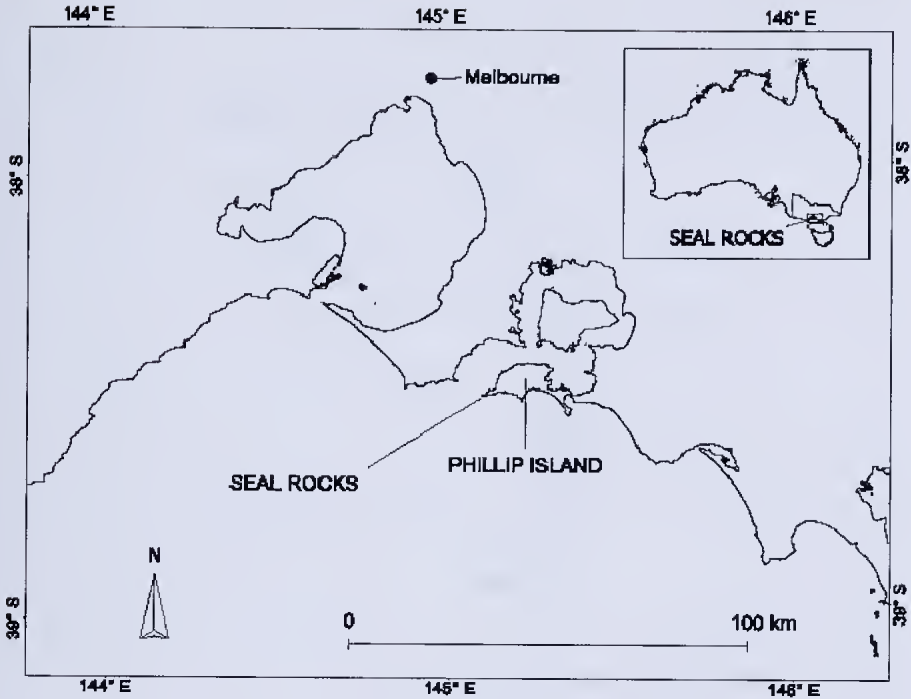 144° E
145° E
146° E
Melbourne
38° S
38° S
SEAL ROCKS
SEAL ROCKS
PHILLIP ISLAND
N
0
100 km
39° S
39° S
144° E
145° E
146° E